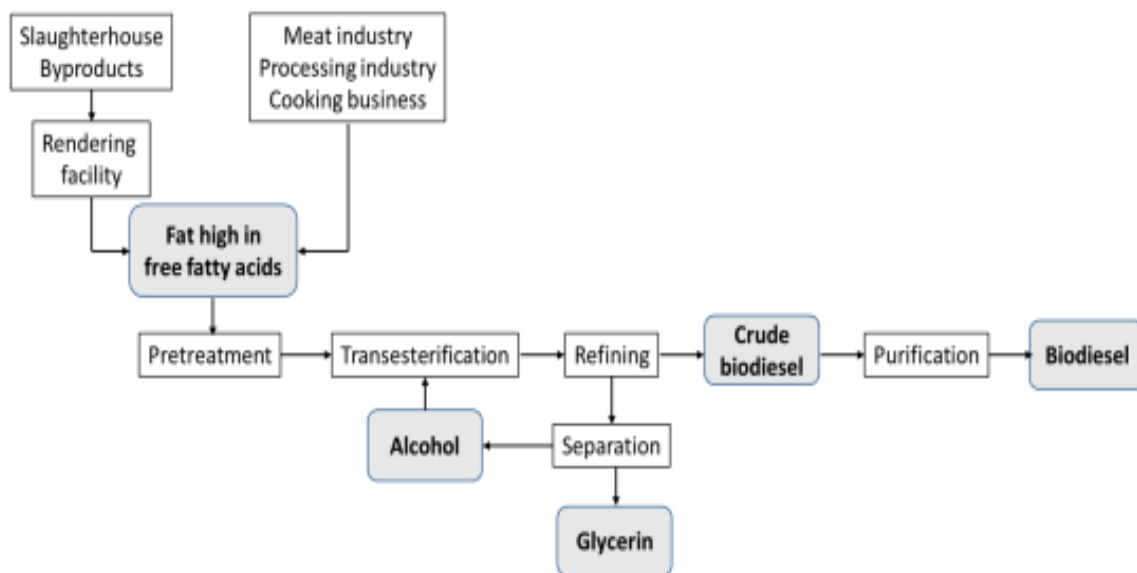 Slaughterhouse
Byproducts
Meat industry
Processing industry
Cooking business
Rendering
facility
Fat high in
free fatty acids
Pretreatment
Transesterification
Refining
Crude
biodiesel
Purification
Biodiesel
Alcohol
Separation
Glycerin